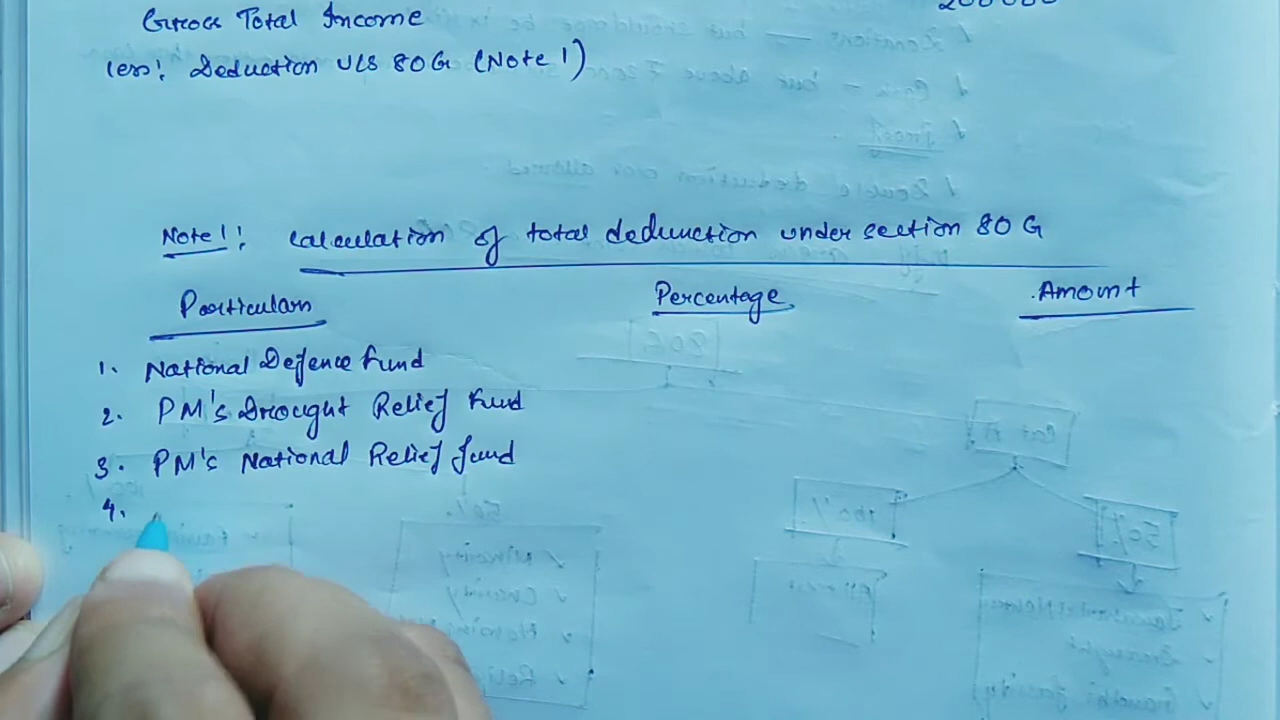 Gross Total Income
Less: Deduction U/S 80G (Note 1)
Note 1: Calculation of total deduction under section 80 G
Particulars Percentage Amount
1. National Defence Fund
2. PM's Drought Relief Fund
3. PM's National Relief fund
4.